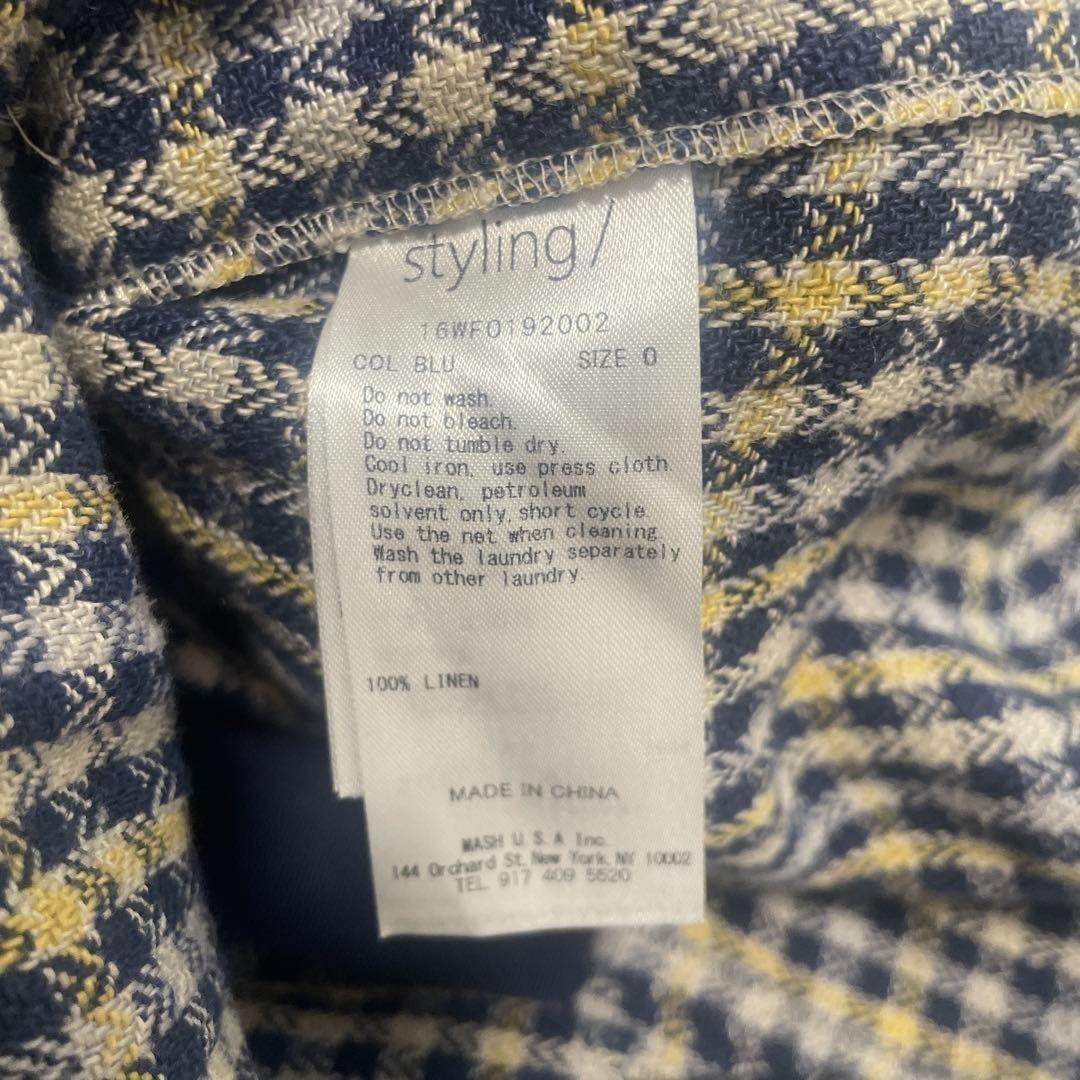 styling/
16WF0192002
COL BLU SIZE 0
Do not wash.
Do not bleach.
Do not tumble dry.
Cool iron, use press cloth.
Dryclean, petroleum
solvent only, short cycle.
Use the net when cleaning.
Wash the laundry separately
from other laundry.
100% LINEN
MADE IN CHINA
MASH U.S.A Inc.
144 Orchard St. New York, NY 10002
TEL 917 409 5520